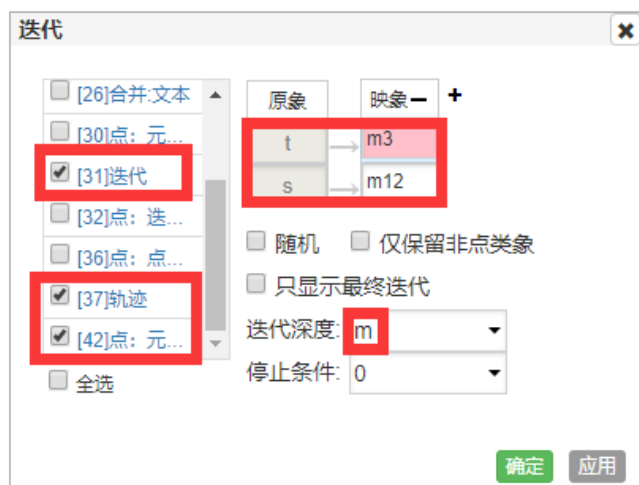 迭代
[26]合并:文本
[30]点：元...
[31]迭代
[32]点：迭...
[36]点：点...
[37]轨迹
[42]点：元...
全选
原象 映象 +
t → m3
s → m12
随机 仅保留非点类象
只显示最终迭代
迭代深度: m
停止条件: 0
确定 应用